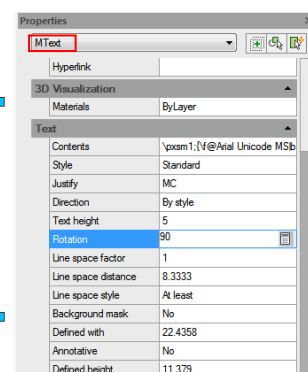 Properties
MText
Hyperlink
3D Visualization
Materials ByLayer
Text
Contents \pxsm1;{\f@Arial Unicode MS|b
Style Standard
Justify MC
Direction By style
Text height 5
Rotation 90
Line space factor 1
Line space distance 8.3333
Line space style At least
Background mask No
Defined with 22.4358
Annotative No
Defined height 11.379